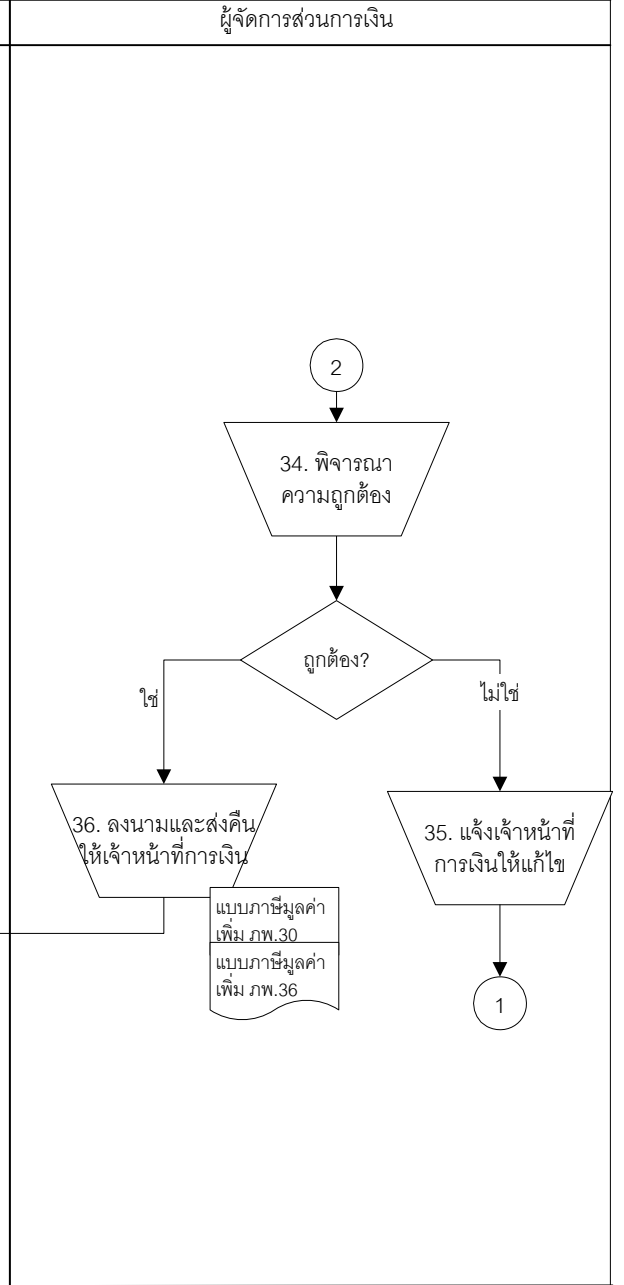 ผู้จัดการส่วนการเงิน
2
34. พิจารณา
ความถูกต้อง
ถูกต้อง?
ใช่
ไม่ใช่
36. ลงนามและส่งคืน
ให้เจ้าหน้าที่การเงิน
35. แจ้งเจ้าหน้าที่
การเงินให้แก้ไข
แบบภาษีมูลค่า
เพิ่ม ภพ.30
แบบภาษีมูลค่า
เพิ่ม ภพ.36
1